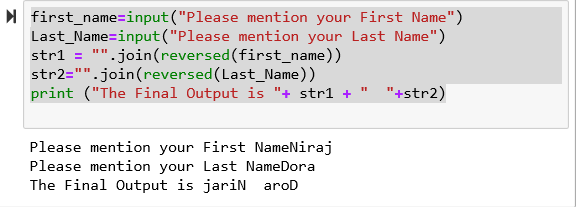 first_name=input("Please mention your First Name")
Last_Name=input("Please mention your Last Name")
str1 = "".join(reversed(first_name))
str2="".join(reversed(Last_Name))
print ("The Final Output is "+ str1 + "  "+str2)
Please mention your First NameNiraj
Please mention your Last NameDora
The Final Output is jariN  aroD